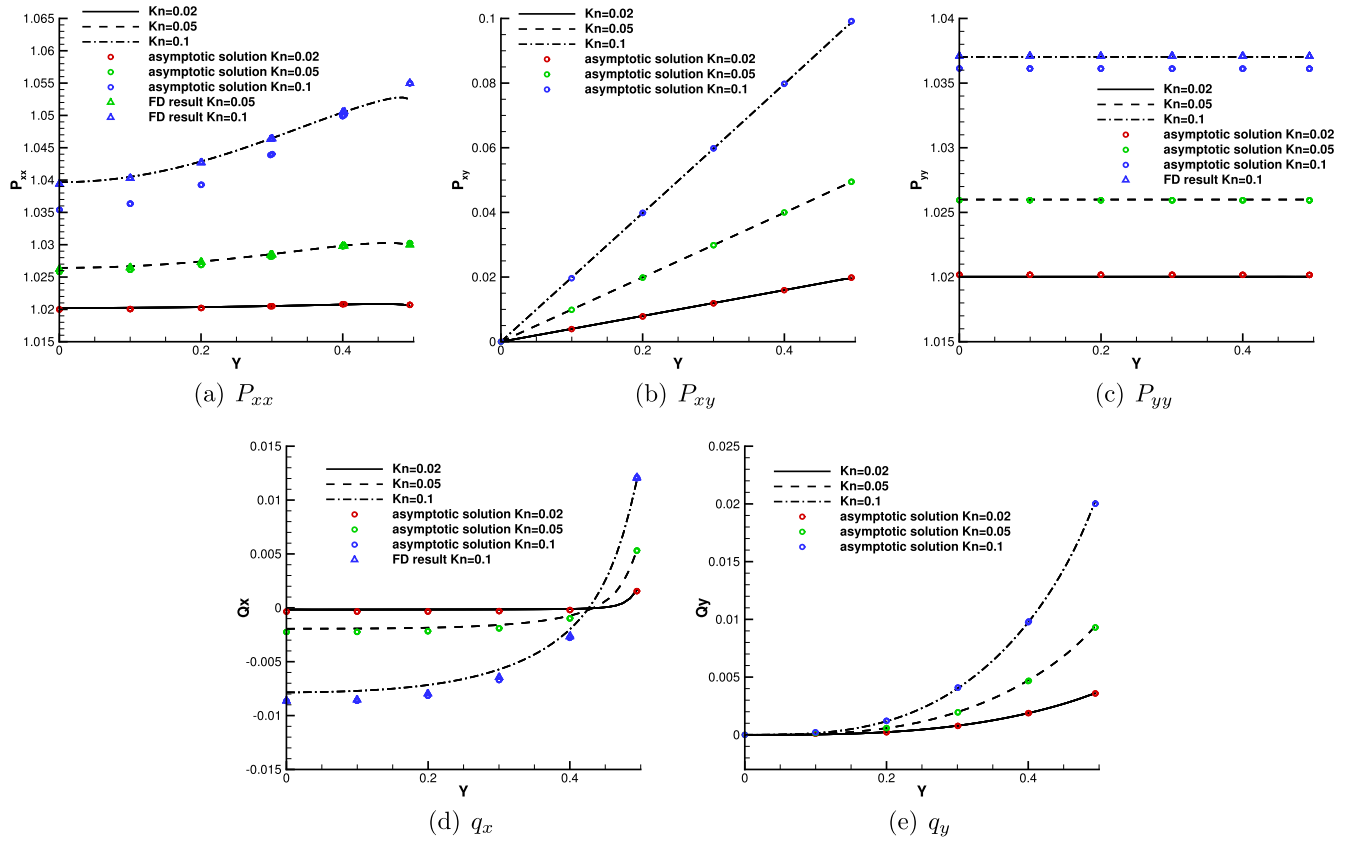 Kn=0.02
Kn=0.05
Kn=0.1
asymptotic solution Kn=0.02
asymptotic solution Kn=0.05
asymptotic solution Kn=0.1
FD result Kn=0.05
FD result Kn=0.1
1.065
1.06
1.055
1.05
1.045
1.04
1.035
1.03
1.025
1.02
1.015
P_xx
0 0.2 0.4
Y
(a) P_xx
Kn=0.02
Kn=0.05
Kn=0.1
asymptotic solution Kn=0.02
asymptotic solution Kn=0.05
asymptotic solution Kn=0.1
0.1
0.08
0.06
0.04
0.02
0
P_xy
0 0.2 0.4
Y
(b) P_xy
1.04
1.035
1.03
1.025
1.02
1.015
P_yy
Kn=0.02
Kn=0.05
Kn=0.1
asymptotic solution Kn=0.02
asymptotic solution Kn=0.05
asymptotic solution Kn=0.1
FD result Kn=0.1
0 0.2 0.4
Y
(c) P_yy
0.015
0.01
0.005
0
-0.005
-0.01
-0.015
Qx
Kn=0.02
Kn=0.05
Kn=0.1
asymptotic solution Kn=0.02
asymptotic solution Kn=0.05
asymptotic solution Kn=0.1
FD result Kn=0.1
0 0.2 0.4
Y
(d) q_x
0.025
0.02
0.015
0.01
0.005
0
Qy
Kn=0.02
Kn=0.05
Kn=0.1
asymptotic solution Kn=0.02
asymptotic solution Kn=0.05
asymptotic solution Kn=0.1
0 0.2 0.4
Y
(e) q_y